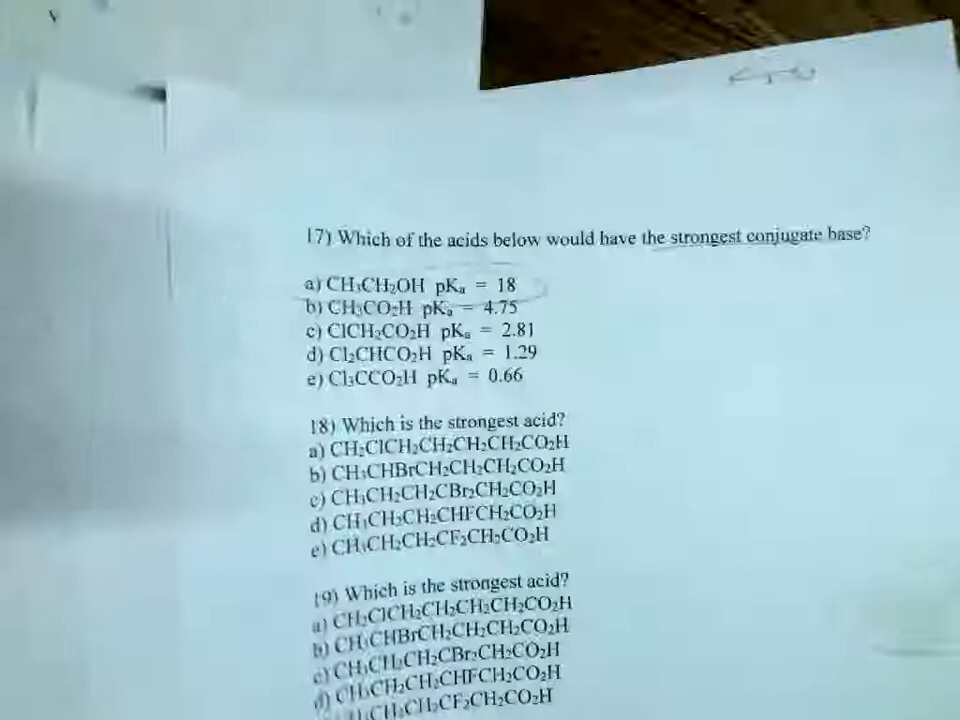 17) Which of the acids below would have the strongest conjugate base?
a) CH₃CH₂OH pKₐ = 18
b) CH₃CO₂H pKₐ = 4.75
c) ClCH₂CO₂H pKₐ = 2.81
d) Cl₂CHCO₂H pKₐ = 1.29
e) Cl₃CCO₂H pKₐ = 0.66
18) Which is the strongest acid?
a) CH₂ClCH₂CH₂CH₂CH₂CO₂H
b) CH₃CHBrCH₂CH₂CH₂CO₂H
c) CH₃CH₂CH₂CBr₂CH₂CO₂H
d) CH₃CH₂CH₂CHFCH₂CO₂H
e) CH₃CH₂CH₂CF₂CH₂CO₂H
19) Which is the strongest acid?
a) CH₂ClCH₂CH₂CH₂CH₂CO₂H
b) CH₃CHBrCH₂CH₂CH₂CO₂H
c) CH₃CH₂CH₂CBr₂CH₂CO₂H
d) CH₃CH₂CH₂CHFCH₂CO₂H
CH₃CH₂CH₂CF₂CH₂CO₂H